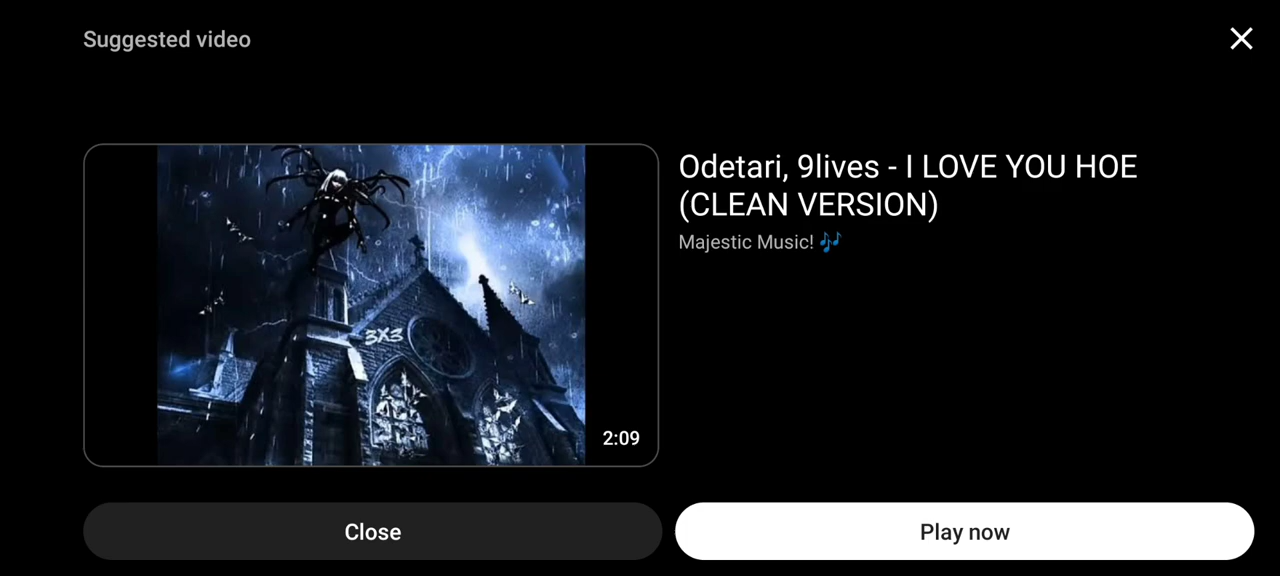 Suggested video
3X3
2:09
Odetari, 9lives - I LOVE YOU HOE
(CLEAN VERSION)
Majestic Music! 🎶
Close
Play now